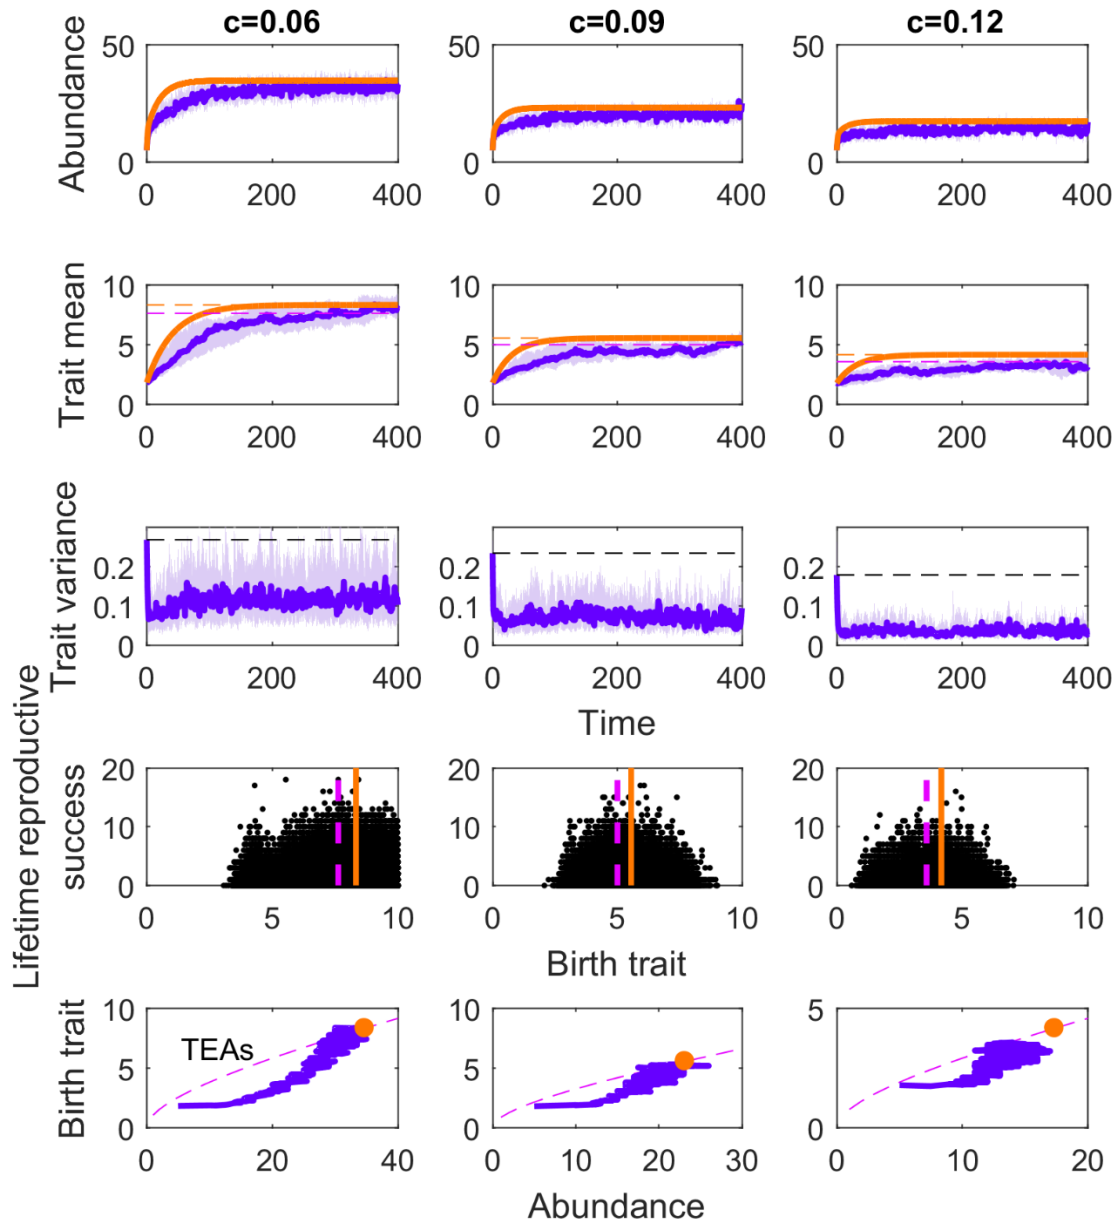 c=0.06 c=0.09 c=0.12
Abundance
50 50 50
0 0 0
0 200 400 0 200 400 0 200 400
Trait mean
10 10 10
5 5 5
0 0 0
0 200 400 0 200 400 0 200 400
Trait variance
0.2 0.2 0.2
0.1 0.1 0.1
0 0 0
0 200 400 0 200 400 0 200 400
Time
Lifetime reproductive
success
20 20 20
10 10 10
0 0 0
0 5 10 0 5 10 0 5 10
Birth trait
Birth trait
10 10 5
TEAs
5 5
0 0 0
0 20 40 0 10 20 30 0 10 20
Abundance